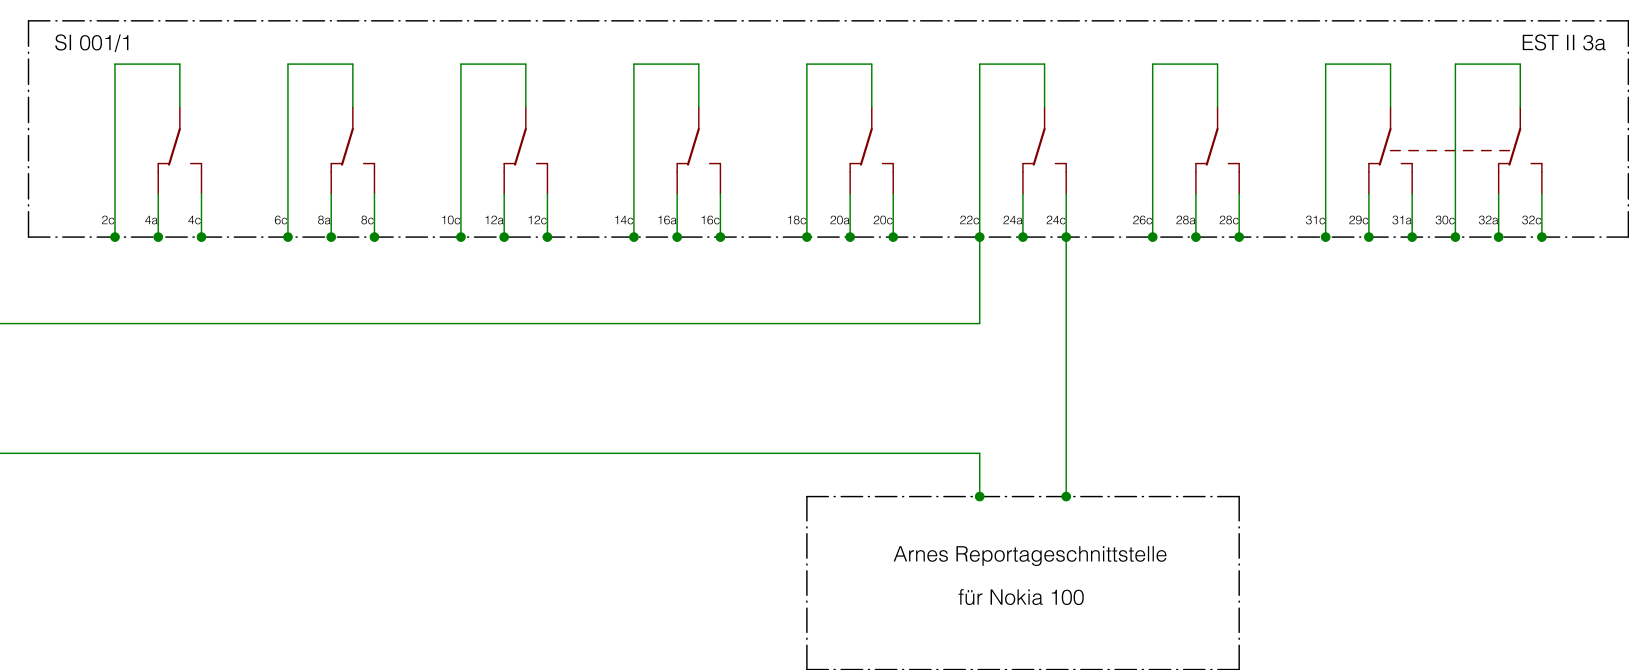 SI 001/1 EST II 3a
2c 4a 4c 6c 8a 8c 10c 12a 12c 14c 16a 16c 18c 20a 20c 22c 24a 24c 26c 28a 28c 31c 29c 31a 30c 32a 32c
Arnes Reportageschnittstelle
für Nokia 100